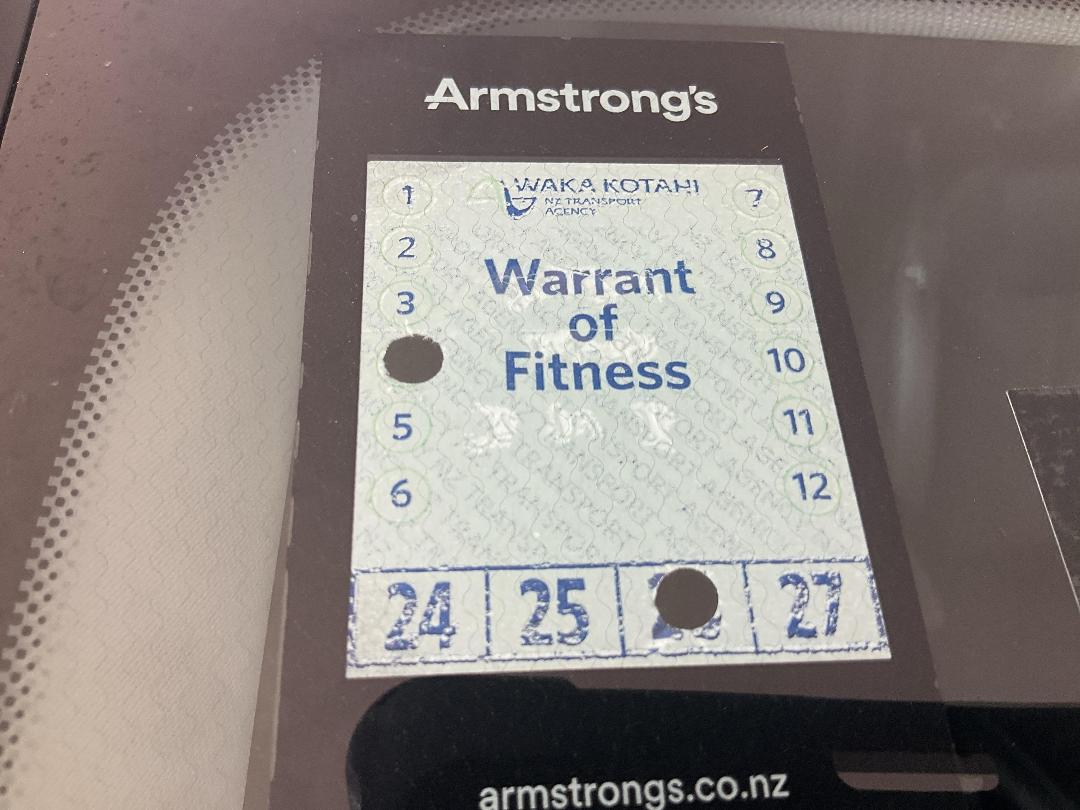 Armstrong's
WAKA KOTAHI
NZ TRANSPORT
AGENCY
1
2
3
5
6
7
8
9
10
11
12
Warrant
of
Fitness
24 25 27
armstrongs.co.nz